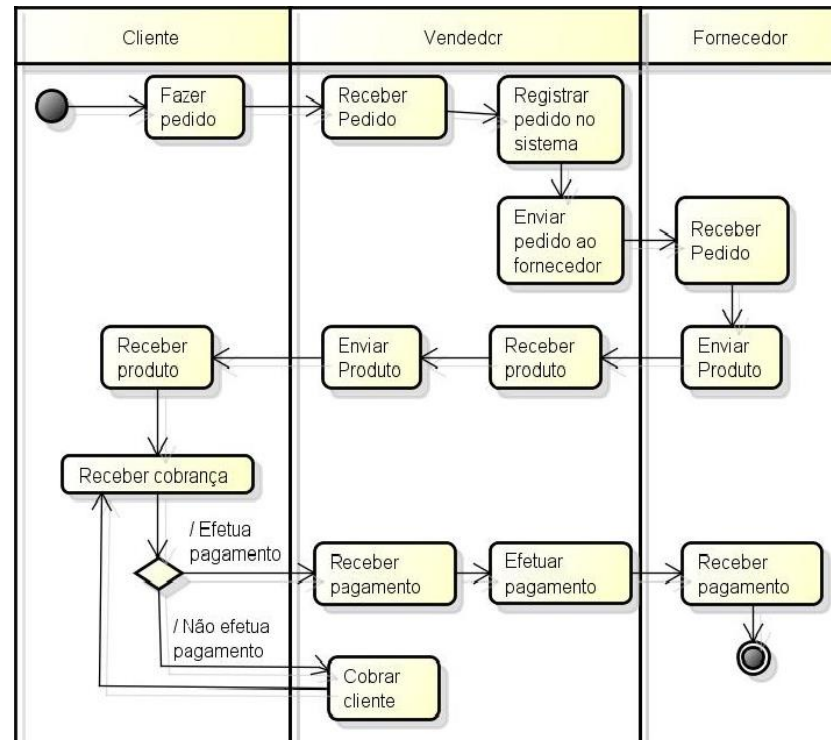 Cliente
Vendedcr
Fornecedor
Fazer
pedido
Receber
Pedido
Registrar
pedido no
sistema
Enviar
pedido ao
fornecedor
Receber
Pedido
Receber
produto
Enviar
Produto
Receber
produto
Enviar
Produto
Receber cobrança
/ Efetua
pagamento
Receber
pagamento
Efetuar
pagamento
Receber
pagamento
/ Não efetua
pagamento
Cobrar
cliente